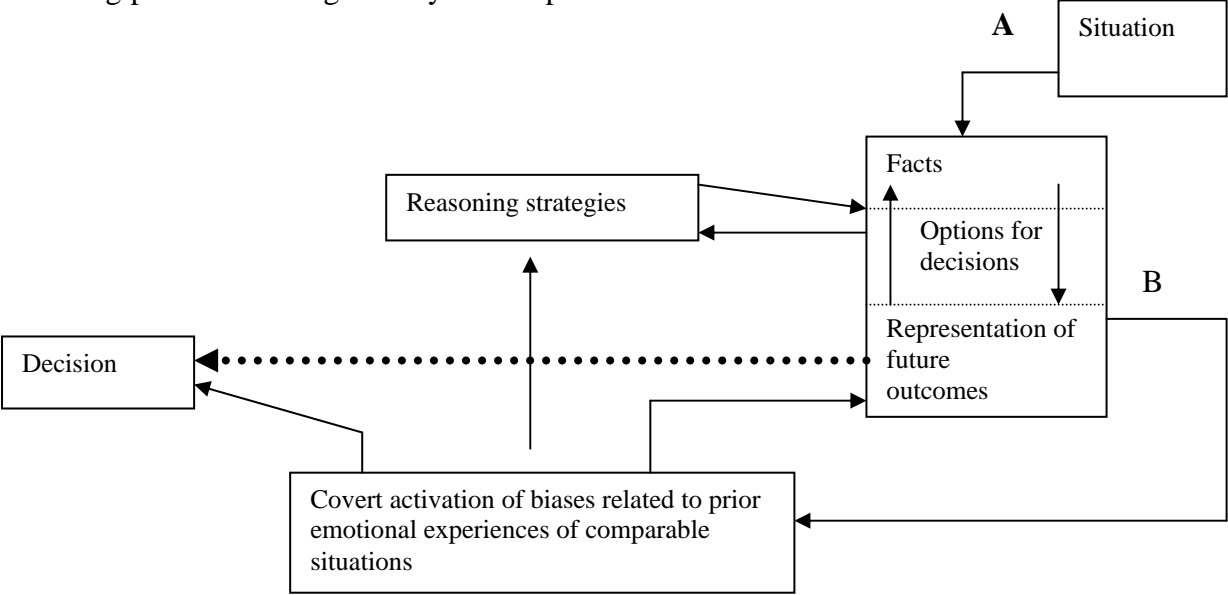 A
Situation
Facts
Reasoning strategies
Options for
decisions
B
Representation of
future
outcomes
Decision
Covert activation of biases related to prior
emotional experiences of comparable
situations